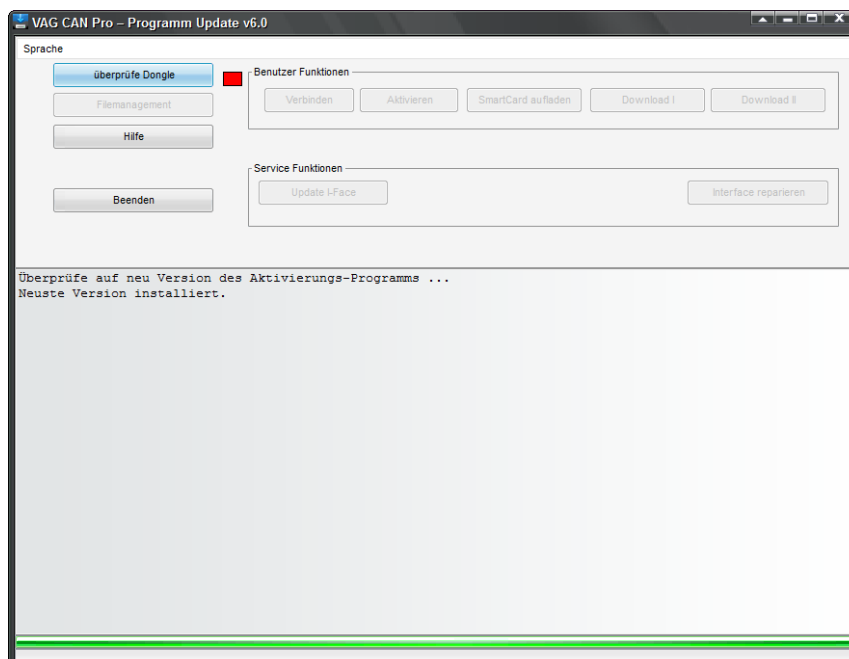 VAG CAN Pro – Programm Update v6.0
Sprache
überprüfe Dongle
Filemanagement
Hilfe
Beenden
Benutzer Funktionen
Verbinden Aktivieren SmartCard aufladen Download I Download II
Service Funktionen
Update I-Face Interface reparieren
Überprüfe auf neu Version des Aktivierungs-Programms ...
Neuste Version installiert.